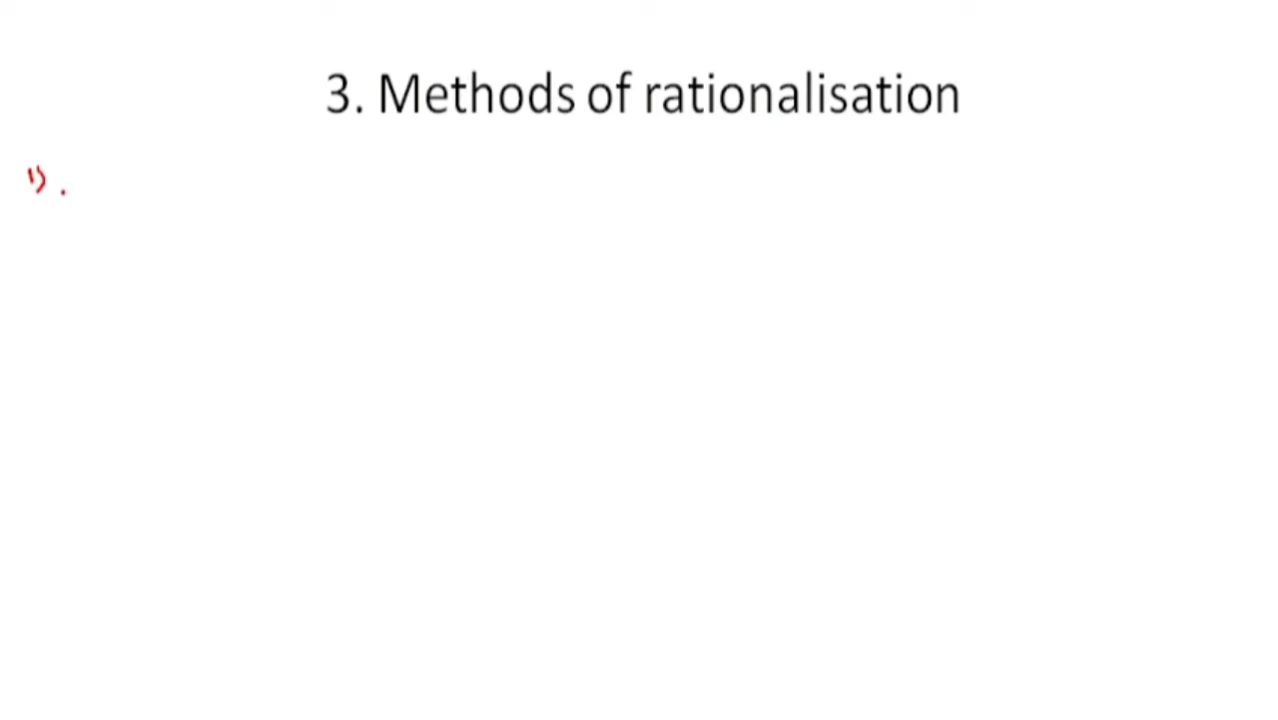 3. Methods of rationalisation
1) .